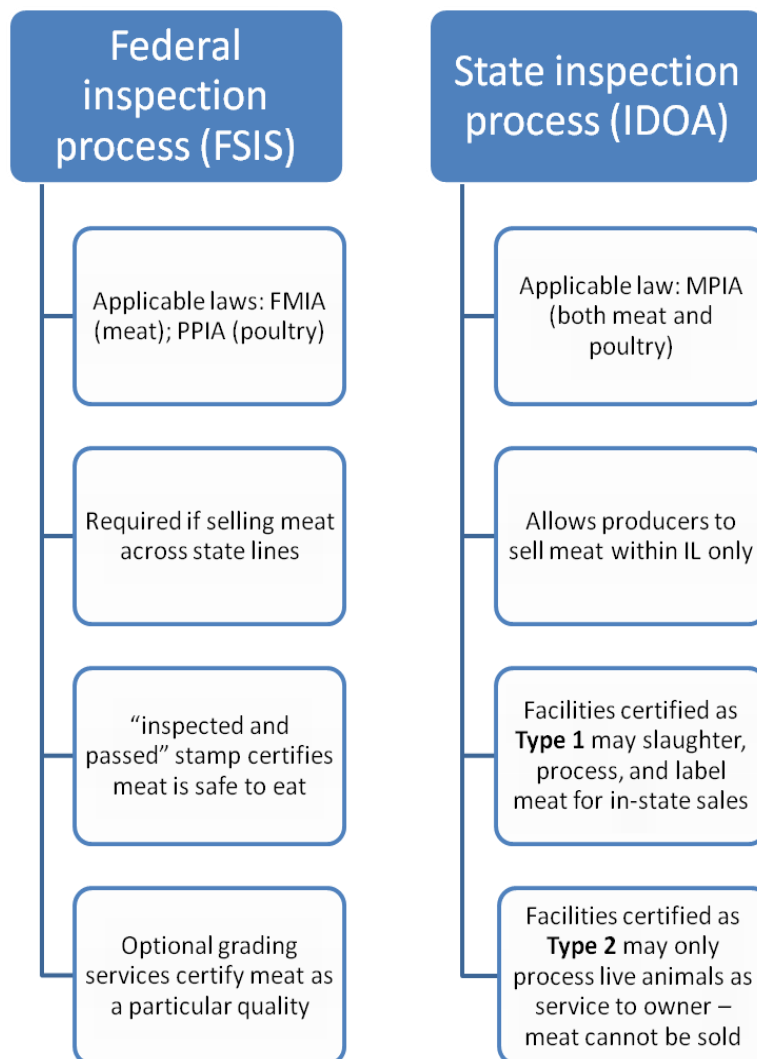 Federal
inspection
process (FSIS)
Applicable laws: FMIA
(meat); PPIA (poultry)
Required if selling meat
across state lines
“inspected and
passed” stamp certifies
meat is safe to eat
Optional grading
services certify meat as
a particular quality
State inspection
process (IDOA)
Applicable law: MPIA
(both meat and
poultry)
Allows producers to
sell meat within IL only
Facilities certified as
Type 1 may slaughter,
process, and label
meat for in-state sales
Facilities certified as
Type 2 may only
process live animals as
service to owner –
meat cannot be sold